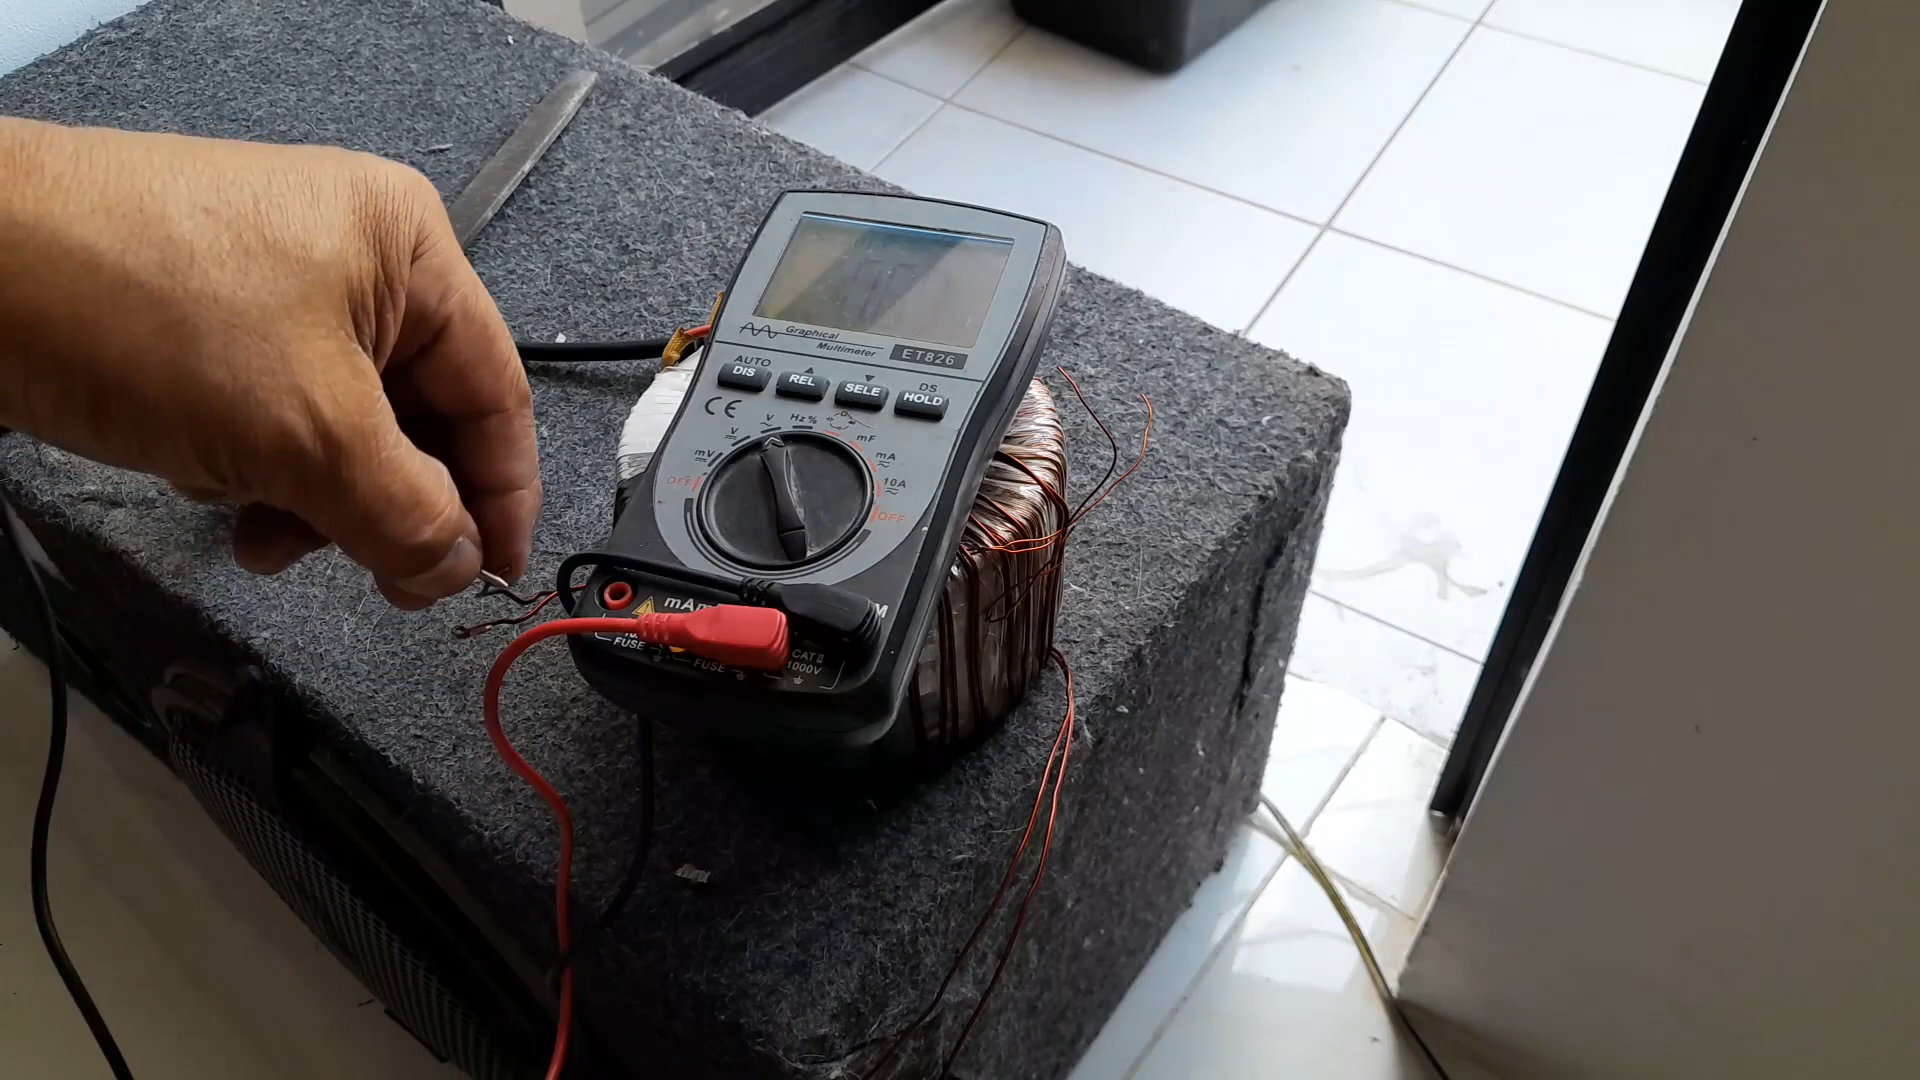 Graphical
Multimeter
ET826
AUTO
DIS
REL
SELE
DS
HOLD
CE
V
V
Hz %
mF
mV
mA
OFF
10A
OFF
FUSE
FUSE
CAT II
1000V